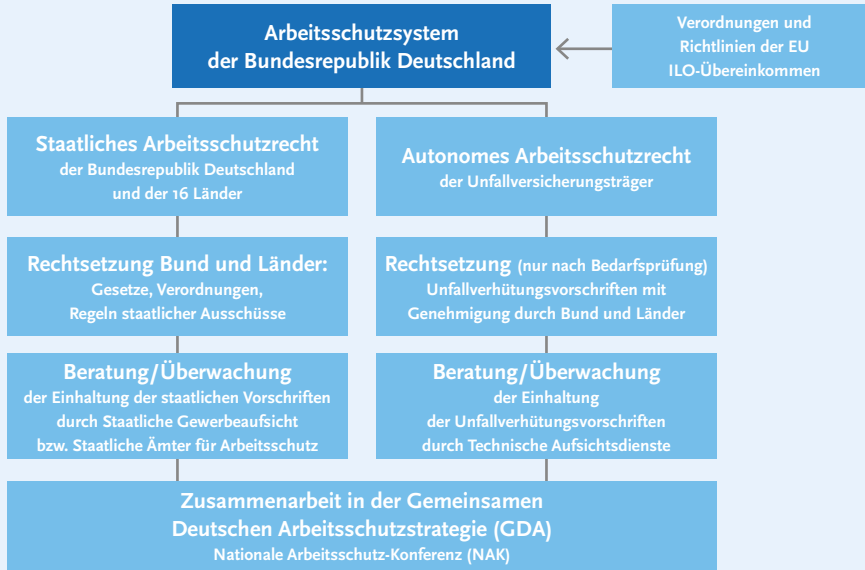 Arbeitsschutzsystem
der Bundesrepublik Deutschland
Verordnungen und
Richtlinien der EU
ILO-Übereinkommen
Staatliches Arbeitsschutzrecht
der Bundesrepublik Deutschland
und der 16 Länder
Autonomes Arbeitsschutzrecht
der Unfallversicherungsträger
Rechtsetzung Bund und Länder:
Gesetze, Verordnungen,
Regeln staatlicher Ausschüsse
Rechtsetzung (nur nach Bedarfsprüfung)
Unfallverhütungsvorschriften mit
Genehmigung durch Bund und Länder
Beratung/Überwachung
der Einhaltung der staatlichen Vorschriften
durch Staatliche Gewerbeaufsicht
bzw. Staatliche Ämter für Arbeitsschutz
Beratung/Überwachung
der Einhaltung
der Unfallverhütungsvorschriften
durch Technische Aufsichtsdienste
Zusammenarbeit in der Gemeinsamen
Deutschen Arbeitsschutzstrategie (GDA)
Nationale Arbeitsschutz-Konferenz (NAK)